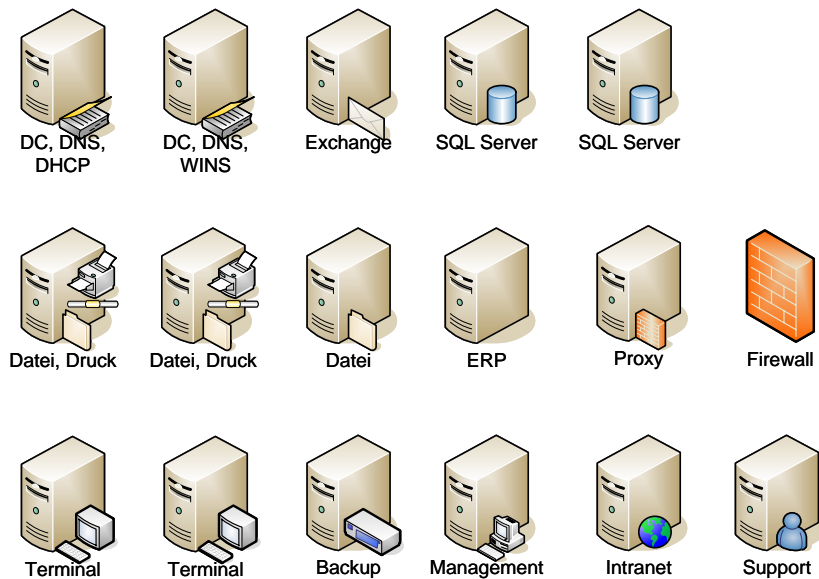 DC, DNS,
DHCP
DC, DNS,
WINS
Exchange
SQL Server
SQL Server
Datei, Druck
Datei, Druck
Datei
ERP
Proxy
Firewall
Terminal
Terminal
Backup
Management
Intranet
Support